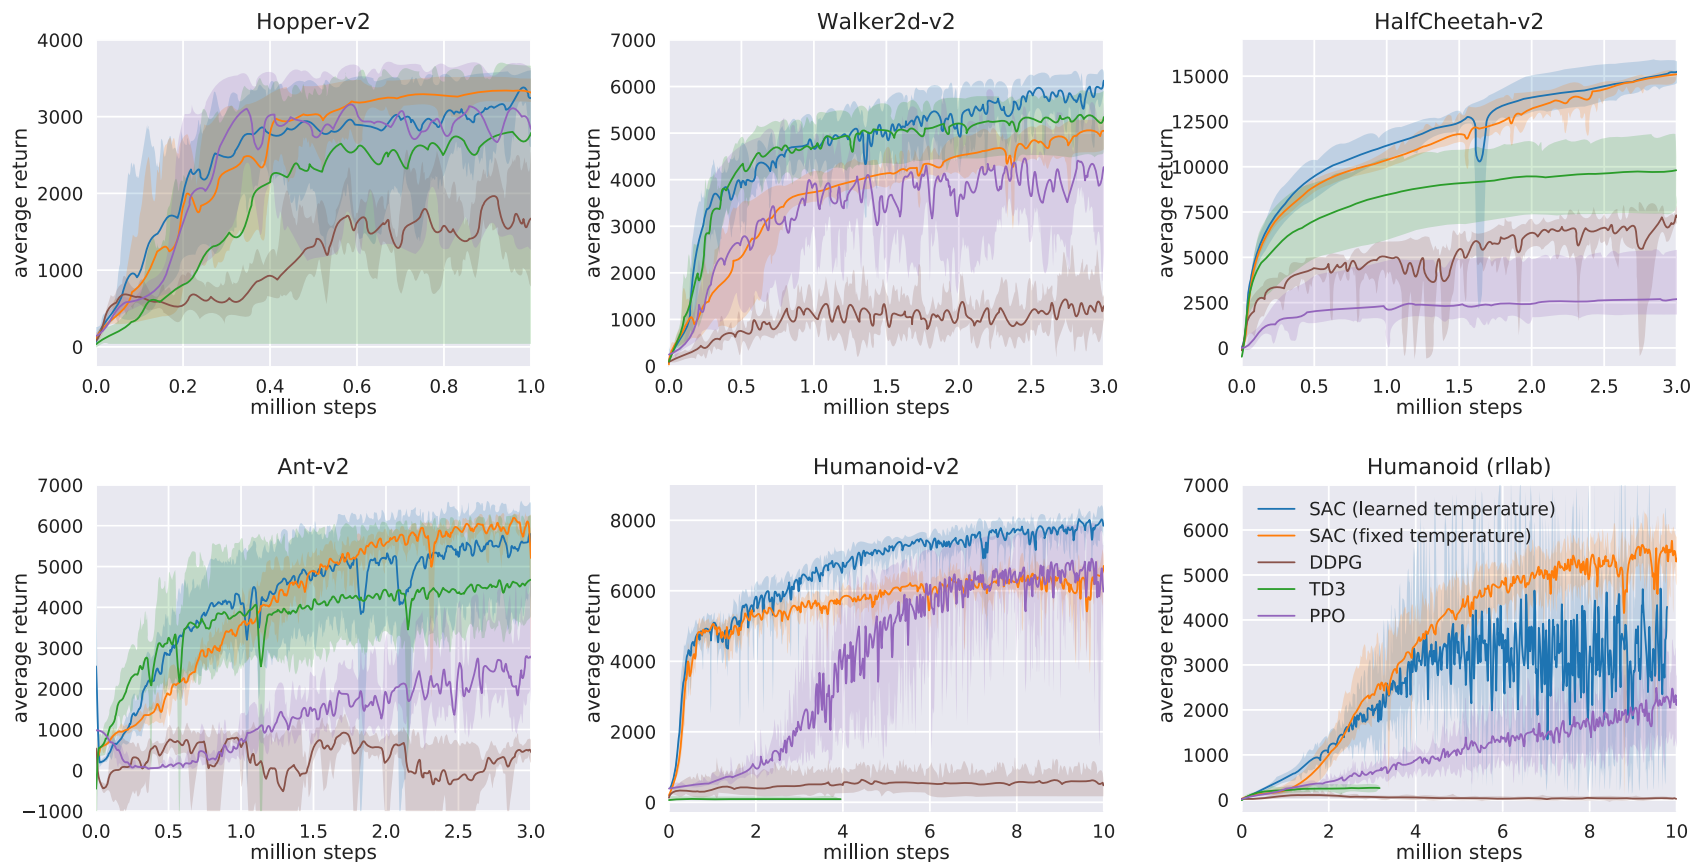 Hopper-v2
4000
3000
2000
1000
0
average return
0.0 0.2 0.4 0.6 0.8 1.0
million steps
Walker2d-v2
7000
6000
5000
4000
3000
2000
1000
0
average return
0.0 0.5 1.0 1.5 2.0 2.5 3.0
million steps
HalfCheetah-v2
15000
12500
10000
7500
5000
2500
0
average return
0.0 0.5 1.0 1.5 2.0 2.5 3.0
million steps
Ant-v2
7000
6000
5000
4000
3000
2000
1000
0
−1000
average return
0.0 0.5 1.0 1.5 2.0 2.5 3.0
million steps
Humanoid-v2
8000
6000
4000
2000
0
average return
0 2 4 6 8 10
million steps
Humanoid (rllab)
7000
6000
5000
4000
3000
2000
1000
0
average return
SAC (learned temperature)
SAC (fixed temperature)
DDPG
TD3
PPO
0 2 4 6 8 10
million steps